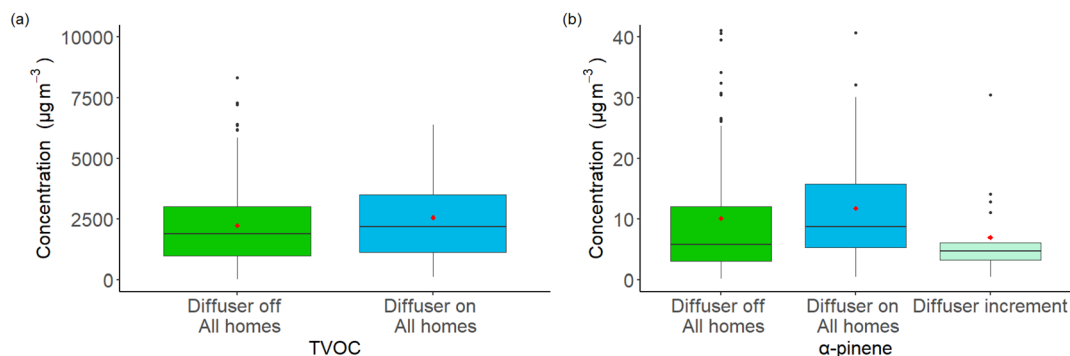 (a)
Concentration (µg m⁻³)
10000
7500
5000
2500
0
Diffuser off
All homes
Diffuser on
All homes
TVOC
(b)
Concentration (µg m⁻³)
40
30
20
10
0
Diffuser off
All homes
Diffuser on
All homes
Diffuser increment
α-pinene